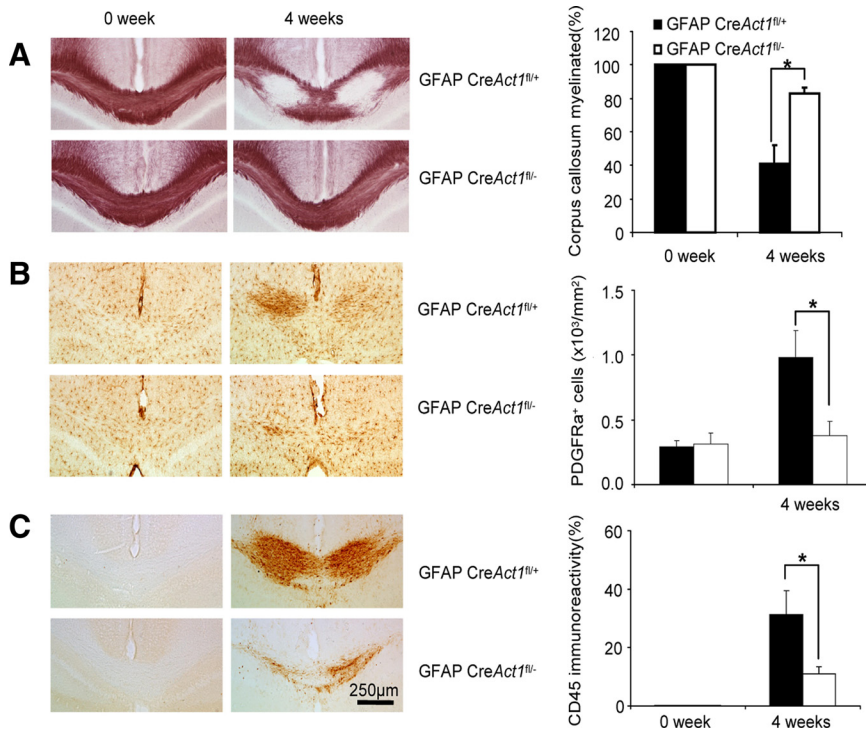 0 week 4 weeks
A
GFAP CreAct1fl/+
GFAP CreAct1fl/-
Corpus callosum myelinated(%)
GFAP CreAct1fl/+
GFAP CreAct1fl/-
*
120
100
80
60
40
20
0
0 week 4 weeks
B
GFAP CreAct1fl/+
GFAP CreAct1fl/-
PDGFRa+ cells (x10³/mm²)
*
1.5
1.0
0.5
0.0
4 weeks
C
GFAP CreAct1fl/+
GFAP CreAct1fl/-
250µm
CD45 immunoreactivity(%)
*
60
40
20
0
0 week 4 weeks